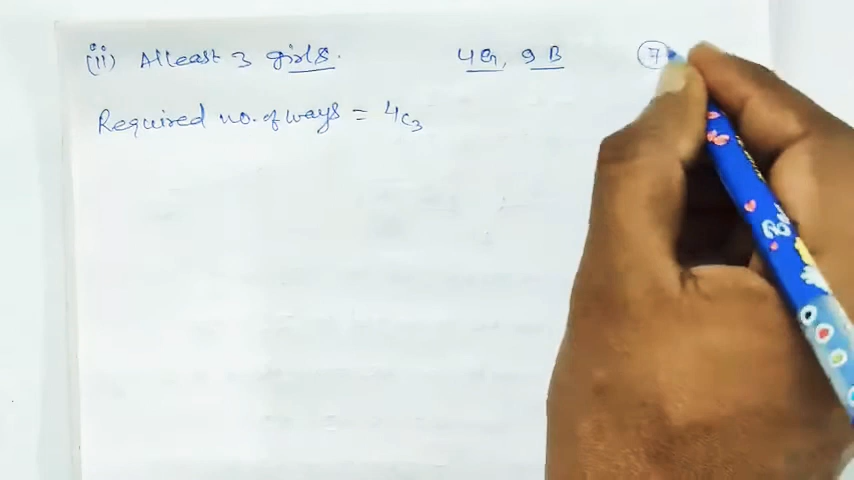 (ii) Atleast 3 girls. 4G, 9B 7
Required no. of ways = 4C3